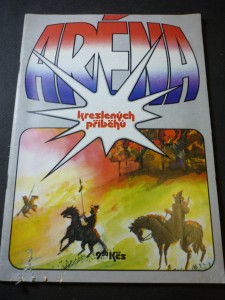 ARÉNA
kreslených
příběhů
9,- Kčs